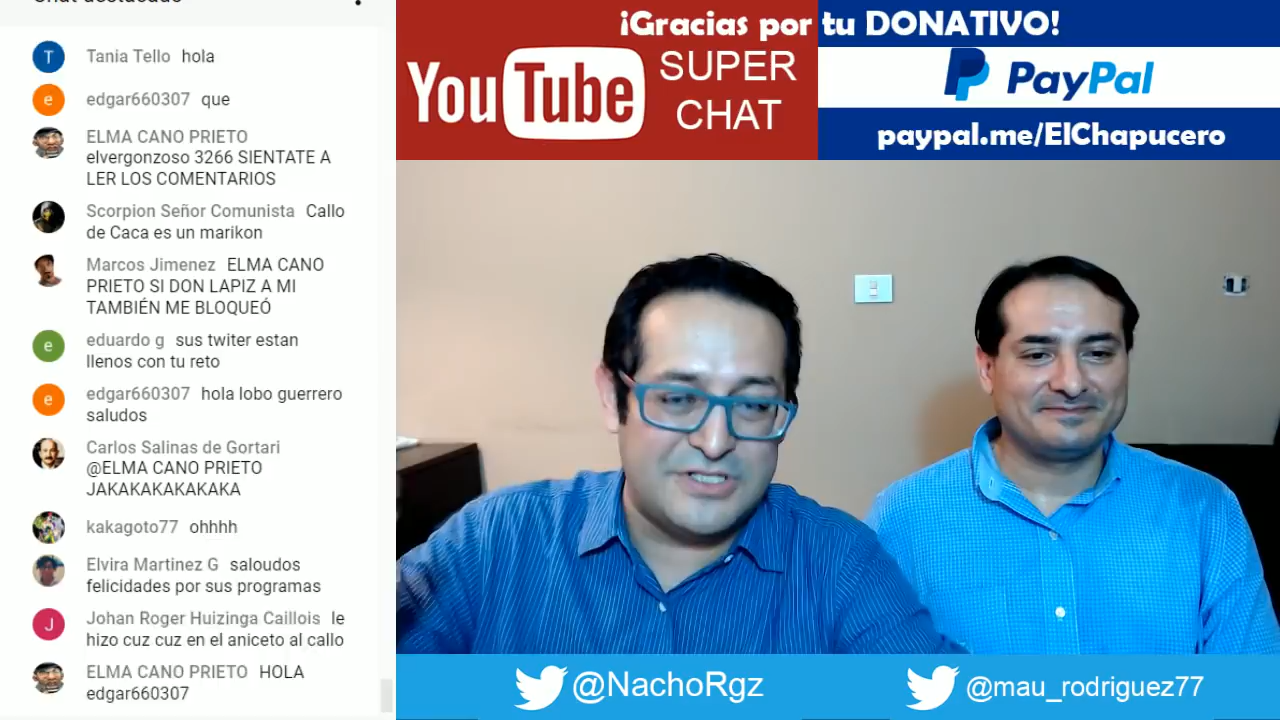 Chat destacado
T
Tania Tello hola
e
edgar660307 que
ELMA CANO PRIETO
elvergonzoso 3266 SIENTATE A
LER LOS COMENTARIOS
Scorpion Señor Comunista Callo
de Caca es un marikon
Marcos Jimenez ELMA CANO
PRIETO SI DON LAPIZ A MI
TAMBIÉN ME BLOQUEÓ
e
eduardo g sus twiter estan
llenos con tu reto
e
edgar660307 hola lobo guerrero
saludos
Carlos Salinas de Gortari
@ELMA CANO PRIETO
JAKAKAKAKAKAKA
kakagoto77 ohhhh
Elvira Martinez G saloudos
felicidades por sus programas
J
Johan Roger Huizinga Caillois le
hizo cuz cuz en el aniceto al callo
ELMA CANO PRIETO HOLA
edgar660307
¡Gracias por tu DONATIVO!
YouTube
SUPER
CHAT
PayPal
paypal.me/ElChapucero
@NachoRgz
@mau_rodriguez77